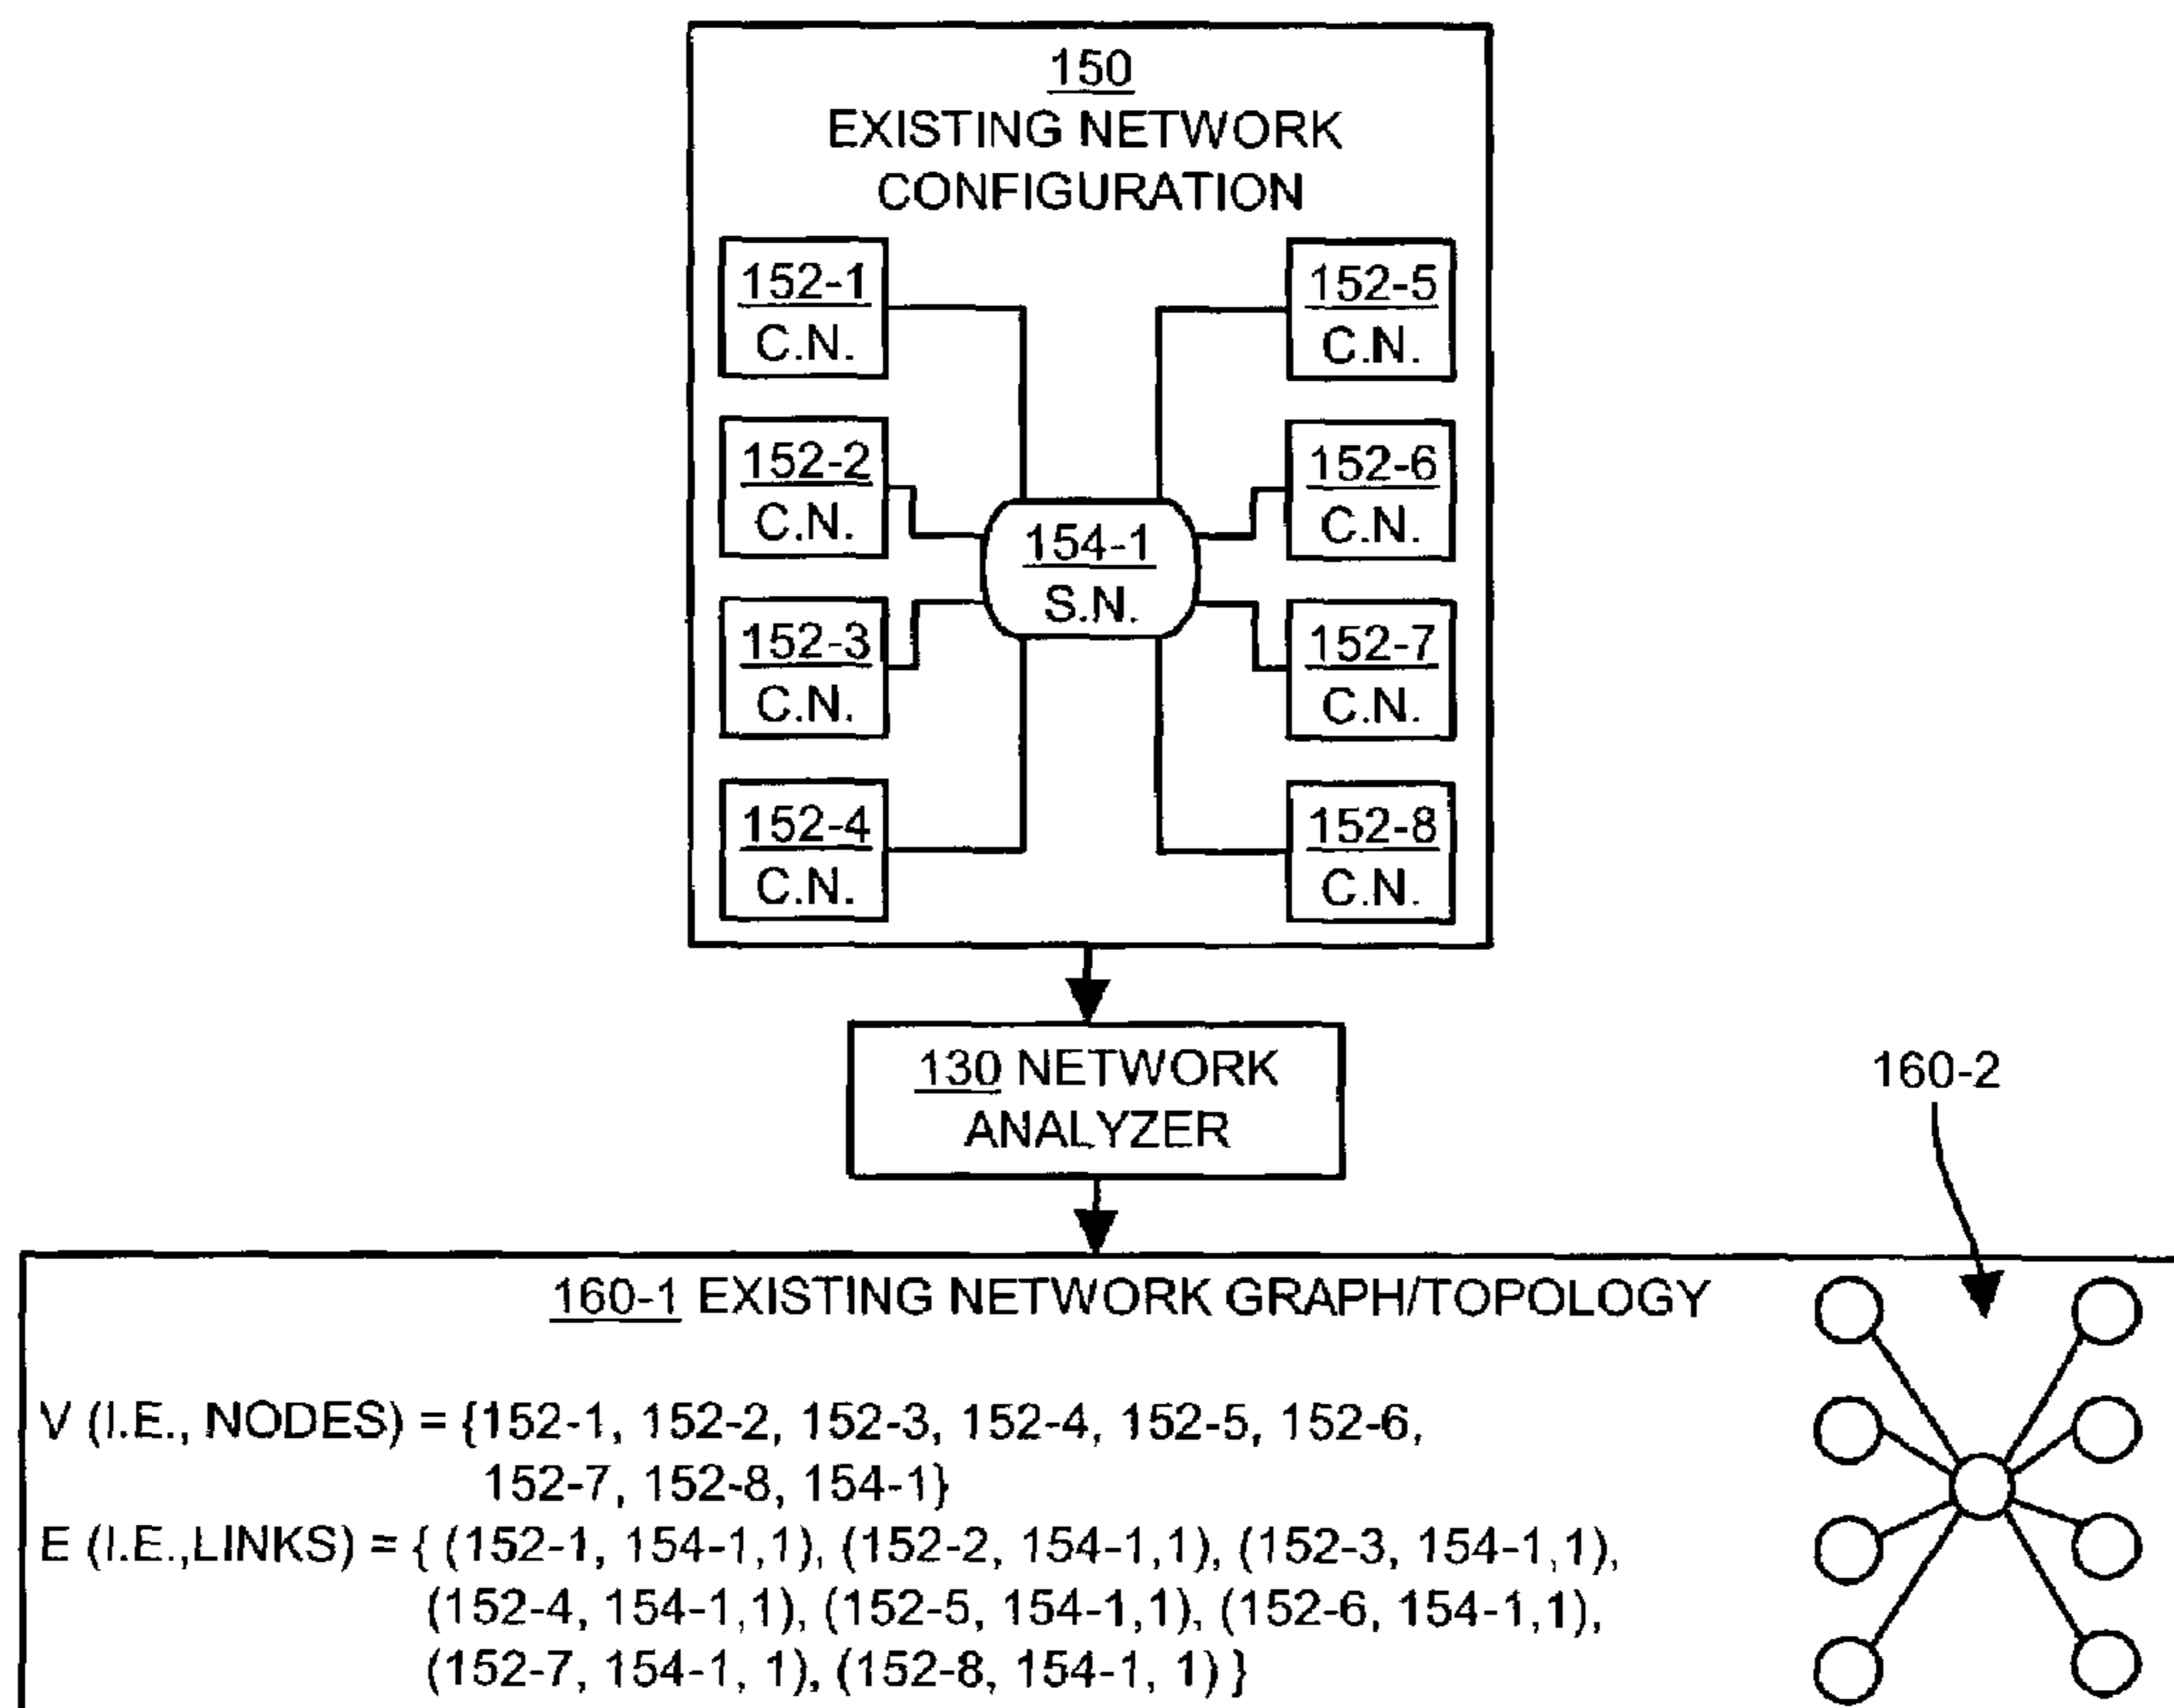 150
EXISTING NETWORK
CONFIGURATION
152-1
C.N.
152-2
C.N.
152-3
C.N.
152-4
C.N.
154-1
S.N.
152-5
C.N.
152-6
C.N.
152-7
C.N.
152-8
C.N.
130 NETWORK
ANALYZER
160-2
160-1 EXISTING NETWORK GRAPH/TOPOLOGY
V (I.E., NODES) = {152-1, 152-2, 152-3, 152-4, 152-5, 152-6,
152-7, 152-8, 154-1}
E (I.E.,LINKS) = { (152-1, 154-1,1), (152-2, 154-1,1), (152-3, 154-1,1),
(152-4, 154-1,1), (152-5, 154-1,1), (152-6, 154-1,1),
(152-7, 154-1, 1), (152-8, 154-1, 1) }